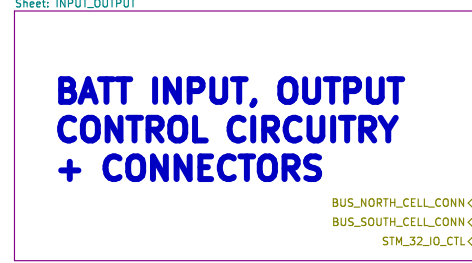 Sheet: INPUT_OUTPUT
BATT INPUT, OUTPUT
CONTROL CIRCUITRY
+ CONNECTORS
BUS_NORTH_CELL_CONN
BUS_SOUTH_CELL_CONN
STM_32_IO_CTL